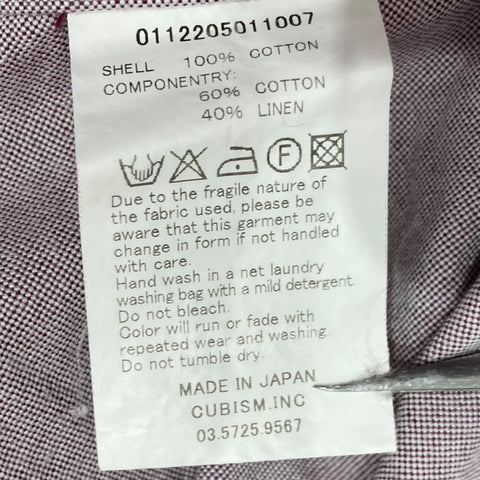 0112205011007
SHELL 100% COTTON
COMPONENTRY:
60% COTTON
40% LINEN
F
Due to the fragile nature of
the fabric used, please be
aware that this garment may
change in form if not handled
with care.
Hand wash in a net laundry
washing bag with a mild detergent.
Do not bleach.
Color will run or fade with
repeated wear and washing.
Do not tumble dry.
MADE IN JAPAN
CUBISM.INC
03.5725.9567